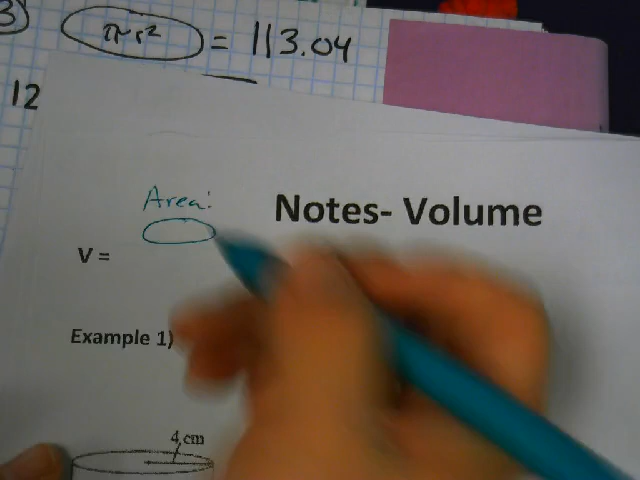 3)
πr² = 113.04
12
Area:
Notes- Volume
V =
Example 1)
4 cm